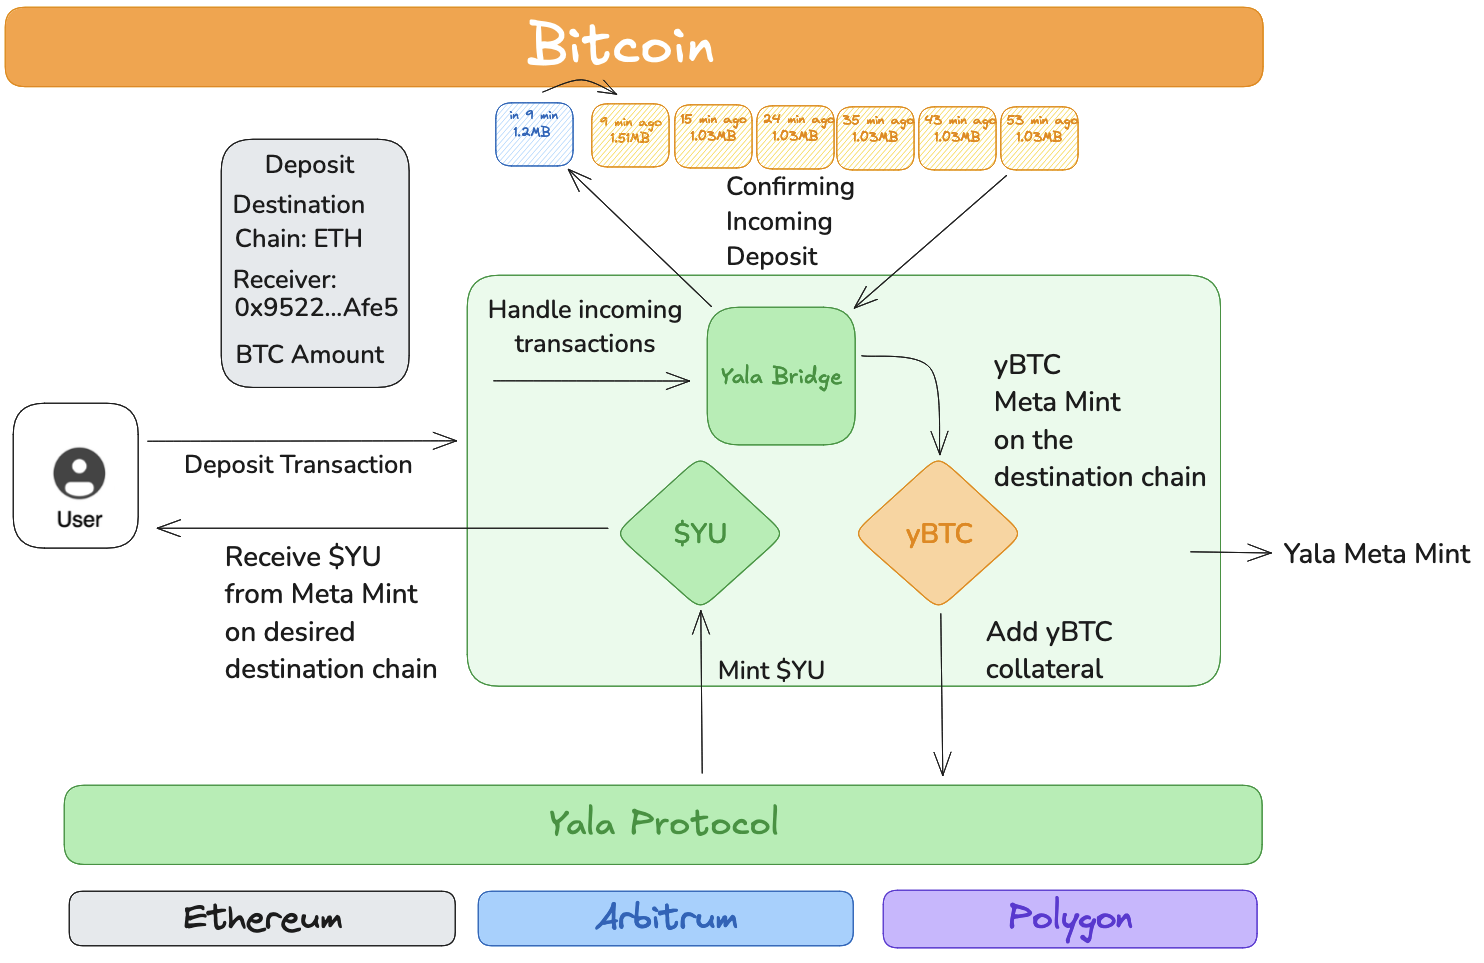 Bitcoin
in 9 min
1.2MB
9 min ago
1.51MB
15 min ago
1.03MB
24 min ago
1.03MB
35 min ago
1.03MB
43 min ago
1.03MB
53 min ago
1.03MB
Deposit
Destination
Chain: ETH
Receiver:
0x9522...Afe5
BTC Amount
Confirming
Incoming
Deposit
Handle incoming
transactions
Yala Bridge
yBTC
Meta Mint
on the
destination chain
User
Deposit Transaction
$YU
yBTC
Receive $YU
from Meta Mint
on desired
destination chain
Yala Meta Mint
Mint $YU
Add yBTC
collateral
Yala Protocol
Ethereum
Arbitrum
Polygon